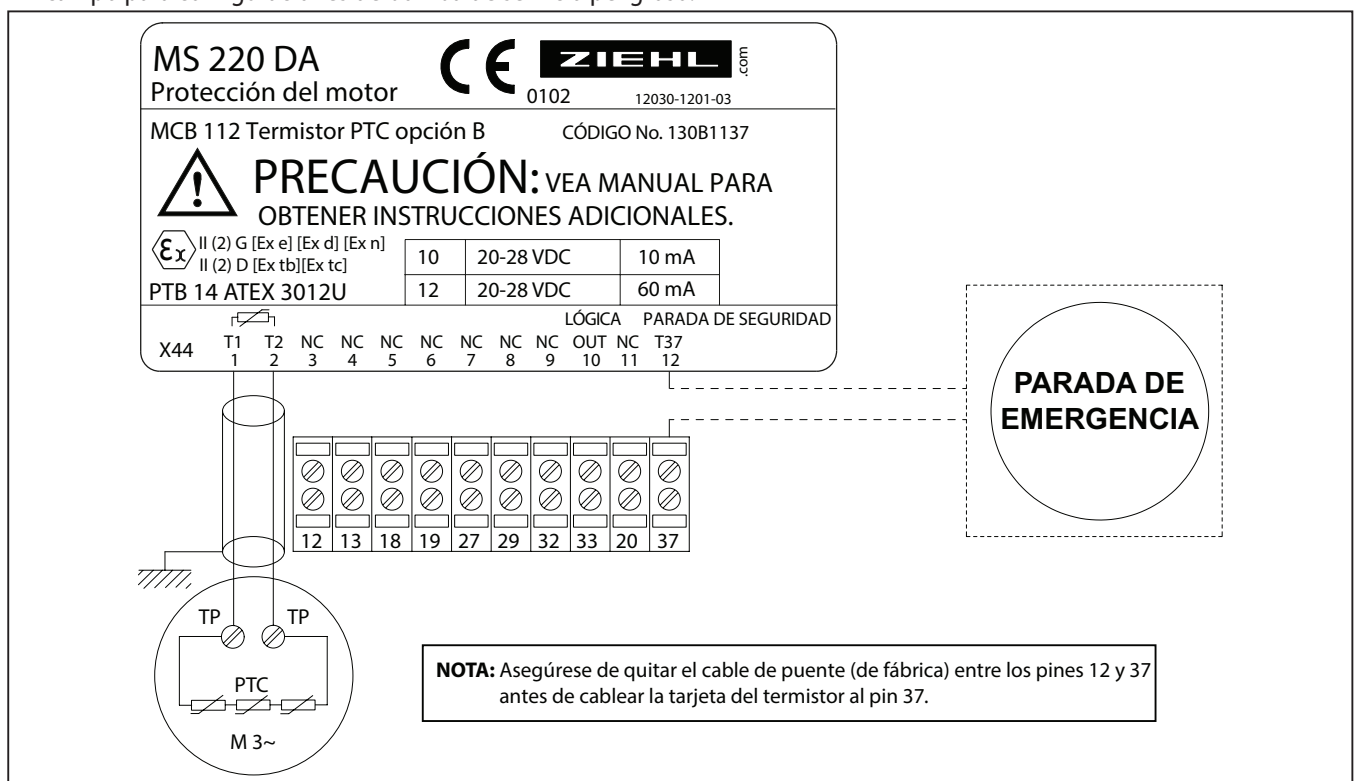 MS 220 DA
Protección del motor
CE
0102
ZIEHL
.com
12030-1201-03
MCB 112 Termistor PTC opción B
CÓDIGO No. 130B1137
PRECAUCIÓN: VEA MANUAL PARA
OBTENER INSTRUCCIONES ADICIONALES.
Ex
II (2) G [Ex e] [Ex d] [Ex n]
II (2) D [Ex tb][Ex tc]
PTB 14 ATEX 3012U
10 20-28 VDC 10 mA
12 20-28 VDC 60 mA
LÓGICA PARADA DE SEGURIDAD
X44
T1 T2 NC NC NC NC NC NC NC OUT NC T37
1 2 3 4 5 6 7 8 9 10 11 12
PARADA DE
EMERGENCIA
12 13 18 19 27 29 32 33 20 37
TP TP
PTC
M 3~
NOTA: Asegúrese de quitar el cable de puente (de fábrica) entre los pines 12 y 37
antes de cablear la tarjeta del termistor al pin 37.